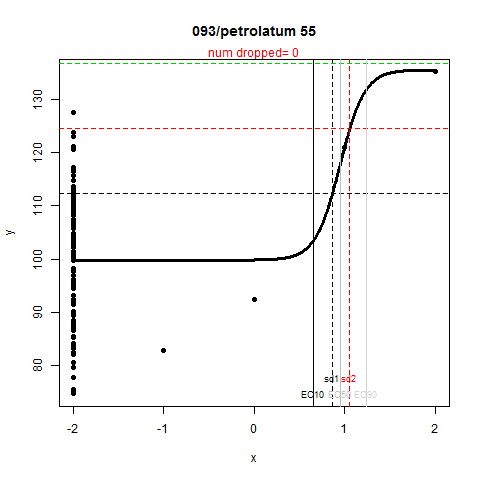 093/petrolatum 55
num dropped= 0
130
120
110
100
90
80
y
sd1 sd2
EC10 EC50 EC90
-2 -1 0 1 2
x